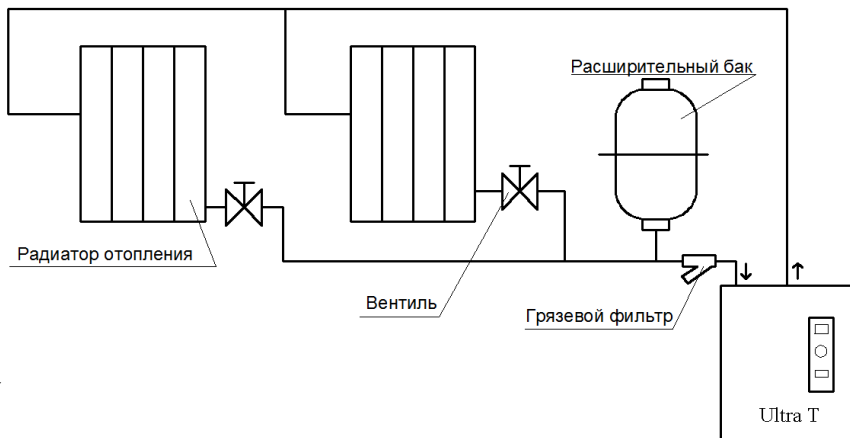 Расширительный бак
Радиатор отопления
Вентиль
Грязевой фильтр
Ultra T